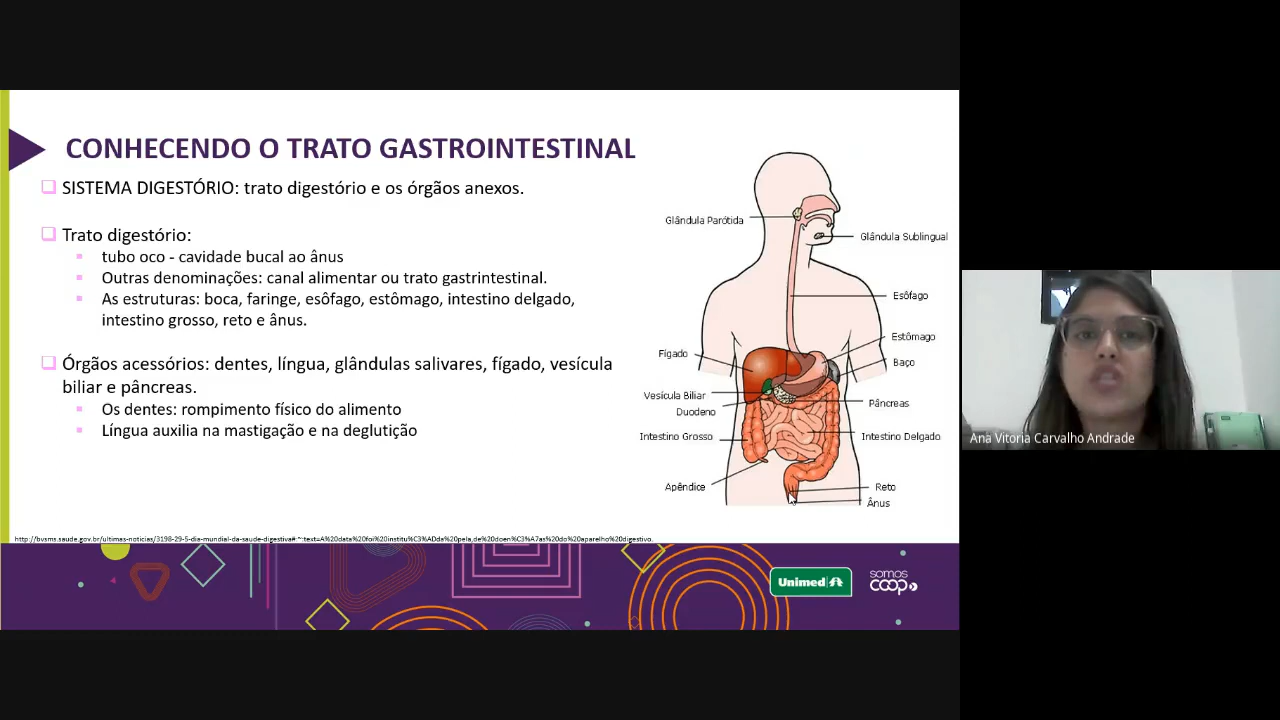 CONHECENDO O TRATO GASTROINTESTINAL
SISTEMA DIGESTÓRIO: trato digestório e os órgãos anexos.
Trato digestório:
tubo oco - cavidade bucal ao ânus
Outras denominações: canal alimentar ou trato gastrintestinal.
As estruturas: boca, faringe, esôfago, estômago, intestino delgado,
intestino grosso, reto e ânus.
Órgãos acessórios: dentes, língua, glândulas salivares, fígado, vesícula
biliar e pâncreas.
Os dentes: rompimento físico do alimento
Língua auxilia na mastigação e na deglutição
Glândula Parótida
Glândula Sublingual
Esôfago
Estômago
Fígado
Baço
Vesícula Biliar
Pâncreas
Duodeno
Intestino Grosso
Intestino Delgado
Apêndice
Reto
Ânus
http://bvsms.saude.gov.br/ultimas-noticias/3198-29-5-dia-mundial-da-saude-digestiva#:~:text=A%20data%20foi%20institu%C3%ADda%20pela,de%20doen%C3%A7as%20do%20aparelho%20digestivo.
Unimed
somos
coop
Ana Vitoria Carvalho Andrade